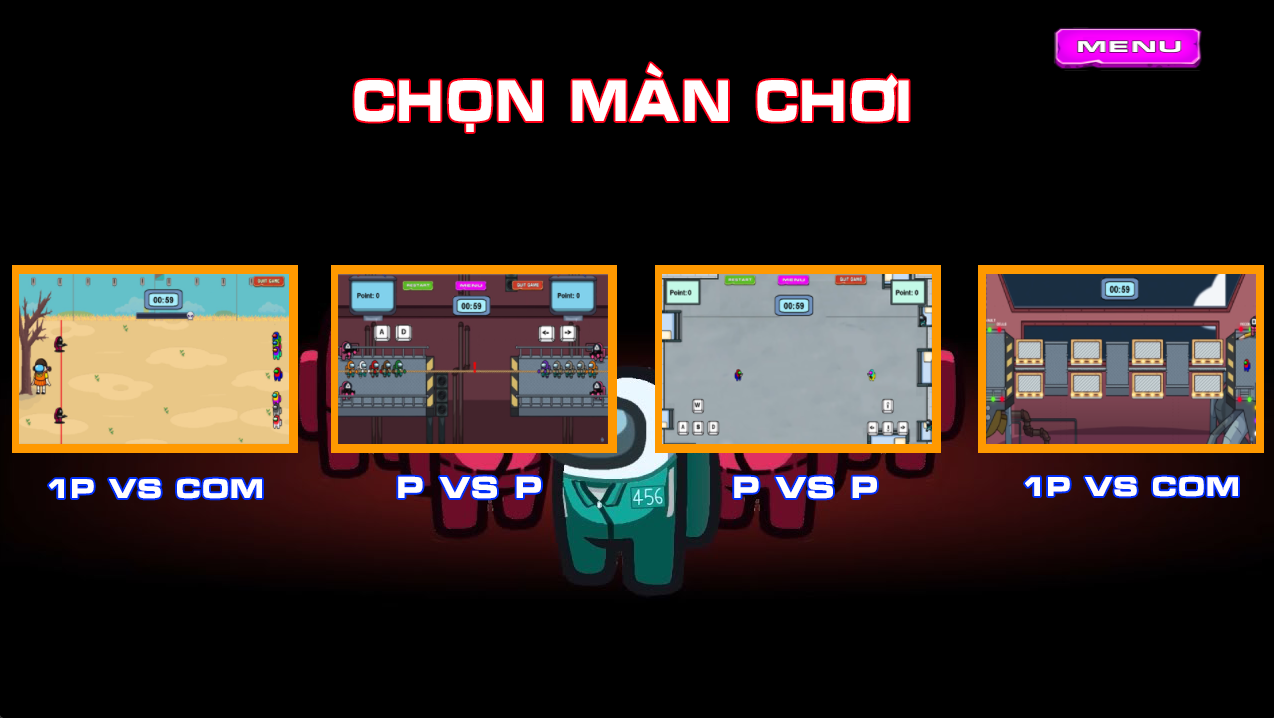 MENU
CHỌN MÀN CHƠI
QUIT GAME
00:59
Point: 0
RESTART
MENU
QUIT GAME
00:59
Point: 0
A D
← →
Point: 0
RESTART
MENU
QUIT GAME
00:59
Point: 0
W
A D
00:59
1P VS COM
P VS P
P VS P
1P VS COM
456